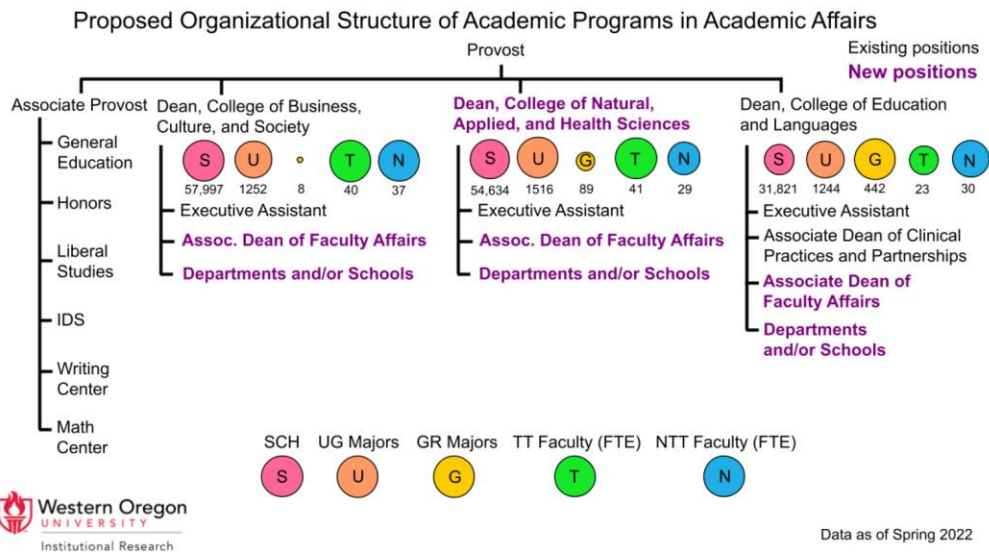 Proposed Organizational Structure of Academic Programs in Academic Affairs
Provost
Existing positions
New positions
Associate Provost
General
Education
Honors
Liberal
Studies
IDS
Writing
Center
Math
Center
Dean, College of Business,
Culture, and Society
S U T N
57,997 1252 8 40 37
Executive Assistant
Assoc. Dean of Faculty Affairs
Departments and/or Schools
Dean, College of Natural,
Applied, and Health Sciences
S U G T N
54,634 1516 89 41 29
Executive Assistant
Assoc. Dean of Faculty Affairs
Departments and/or Schools
Dean, College of Education
and Languages
S U G T N
31,821 1244 442 23 30
Executive Assistant
Associate Dean of Clinical
Practices and Partnerships
Associate Dean of
Faculty Affairs
Departments
and/or Schools
SCH UG Majors GR Majors TT Faculty (FTE) NTT Faculty (FTE)
S U G T N
Western Oregon
UNIVERSITY
Institutional Research
Data as of Spring 2022